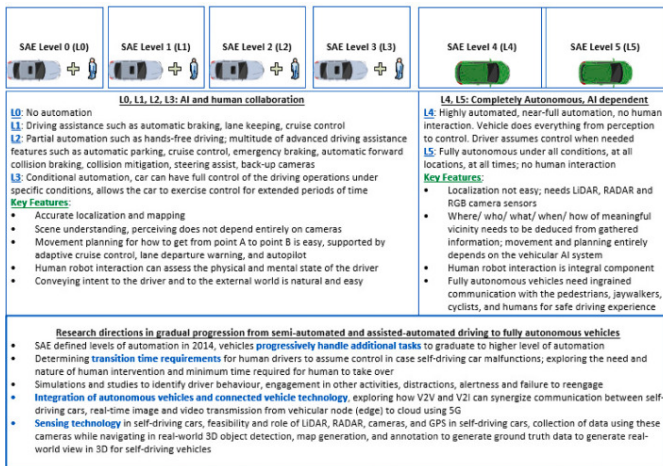 SAE Level 0 (L0)
SAE Level 1 (L1)
SAE Level 2 (L2)
SAE Level 3 (L3)
SAE Level 4 (L4)
SAE Level 5 (L5)
L0, L1, L2, L3: AI and human collaboration
L0: No automation
L1: Driving assistance such as automatic braking, lane keeping, cruise control
L2: Partial automation such as hands-free driving; multitude of advanced driving assistance
features such as automatic parking, cruise control, emergency braking, automatic forward
collision braking, collision mitigation, steering assist, back-up cameras
L3: Conditional automation, car can have full control of the driving operations under
specific conditions, allows the car to exercise control for extended periods of time
Key Features:
• Accurate localization and mapping
• Scene understanding, perceiving does not depend entirely on cameras
• Movement planning for how to get from point A to point B is easy, supported by
adaptive cruise control, lane departure warning, and autopilot
• Human robot interaction can assess the physical and mental state of the driver
• Conveying intent to the driver and to the external world is natural and easy
L4, L5: Completely Autonomous, AI dependent
L4: Highly automated, near-full automation, no human
interaction. Vehicle does everything from perception
to control. Driver assumes control when needed
L5: Fully autonomous under all conditions, at all
locations, at all times; no human interaction
Key Features:
• Localization not easy; needs LiDAR, RADAR and
RGB camera sensors
• Where/ who/ what/ when/ how of meaningful
vicinity needs to be deduced from gathered
information; movement and planning entirely
depends on the vehicular AI system
• Human robot interaction is integral component
• Fully autonomous vehicles need ingrained
communication with the pedestrians, jaywalkers,
cyclists, and humans for safe driving experience
Research directions in gradual progression from semi-automated and assisted-automated driving to fully autonomous vehicles
• SAE defined levels of automation in 2014, vehicles progressively handle additional tasks to graduate to higher level of automation
• Determining transition time requirements for human drivers to assume control in case self-driving car malfunctions; exploring the need and
nature of human intervention and minimum time required for human to take over
• Simulations and studies to identify driver behaviour, engagement in other activities, distractions, alertness and failure to reengage
• Integration of autonomous vehicles and connected vehicle technology, exploring how V2V and V2I can synergize communication between self-
driving cars, real-time image and video transmission from vehicular node (edge) to cloud using 5G
• Sensing technology in self-driving cars, feasibility and role of LiDAR, RADAR, cameras, and GPS in self-driving cars, collection of data using these
cameras while navigating in real-world 3D object detection, map generation, and annotation to generate ground truth data to generate real-
world view in 3D for self-driving vehicles